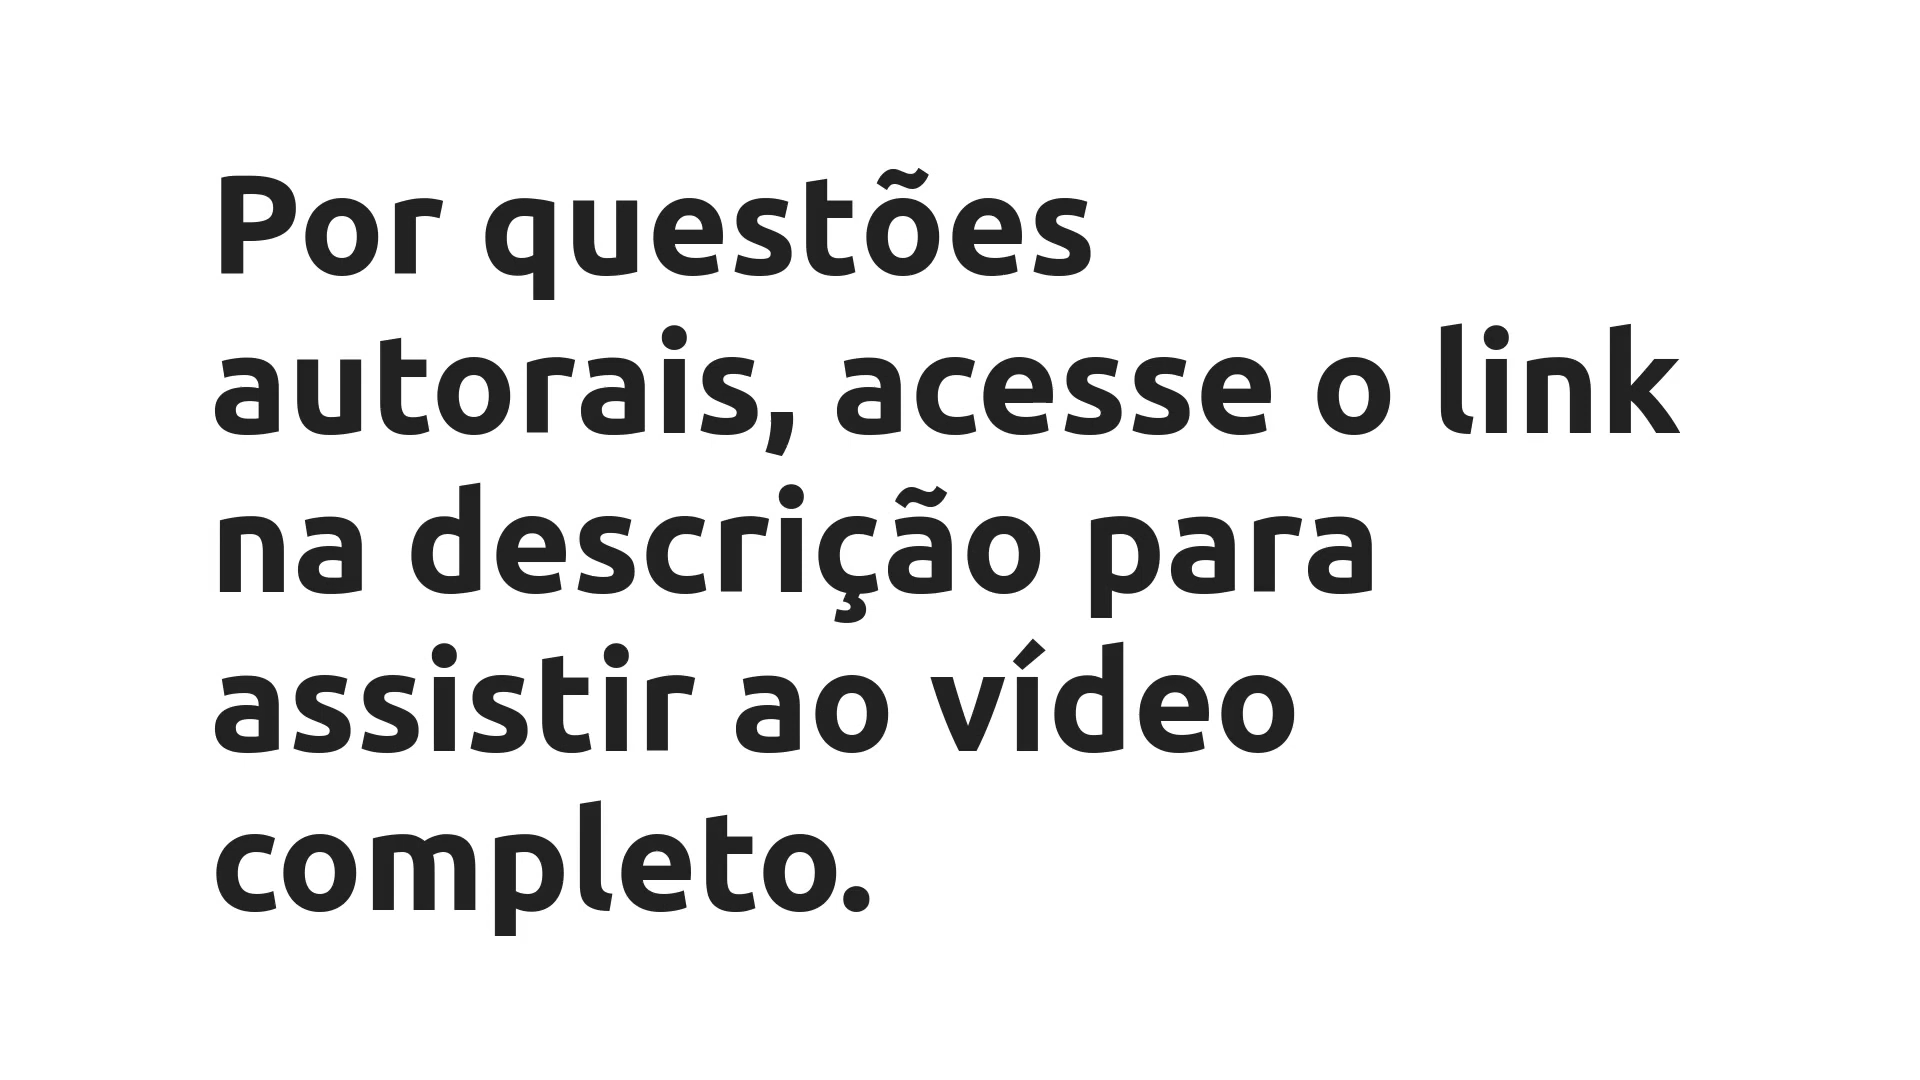 Por questões
autorais, acesse o link
na descrição para
assistir ao vídeo
completo.